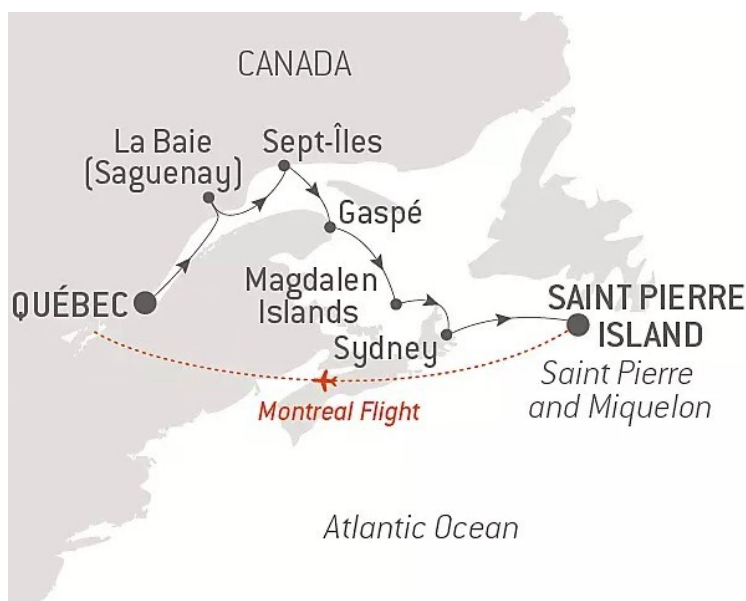 CANADA
La Baie
(Saguenay)
Sept-Îles
Gaspé
Magdalen
Islands
QUÉBEC
Sydney
SAINT PIERRE
ISLAND
Saint Pierre
and Miquelon
Montreal Flight
Atlantic Ocean